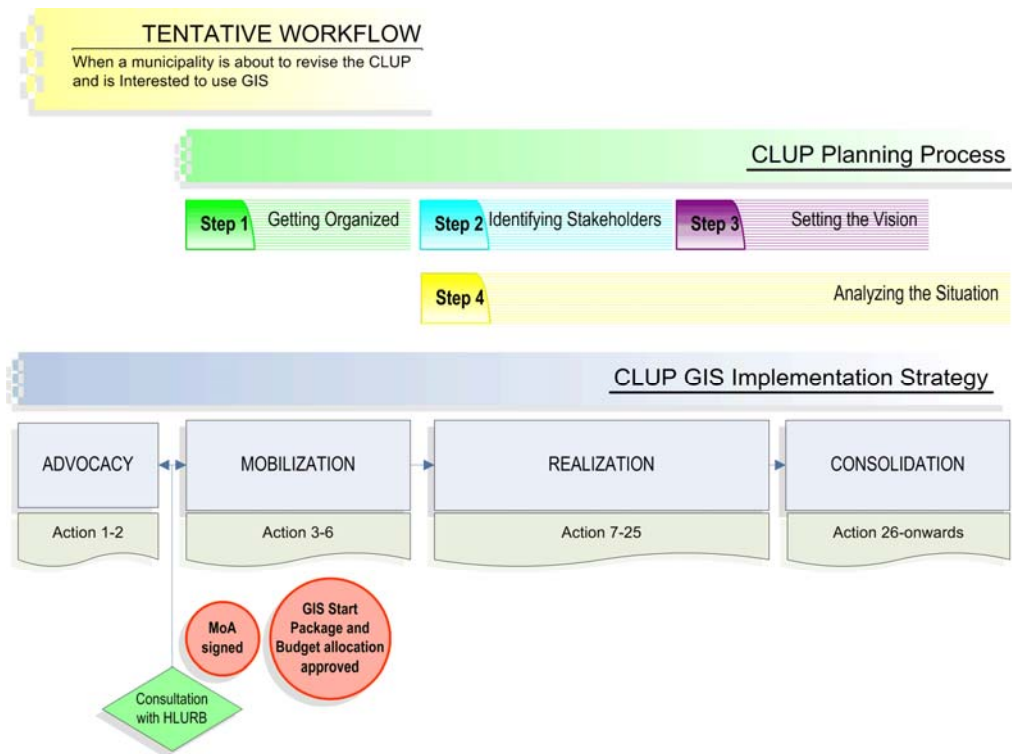 TENTATIVE WORKFLOW
When a municipality is about to revise the CLUP
and is Interested to use GIS
CLUP Planning Process
Step 1
Getting Organized
Step 2
Identifying Stakeholders
Step 3
Setting the Vision
Step 4
Analyzing the Situation
CLUP GIS Implementation Strategy
ADVOCACY
MOBILIZATION
REALIZATION
CONSOLIDATION
Action 1-2
Action 3-6
Action 7-25
Action 26-onwards
MoA
signed
GIS Start
Package and
Budget allocation
approved
Consultation
with HLURB